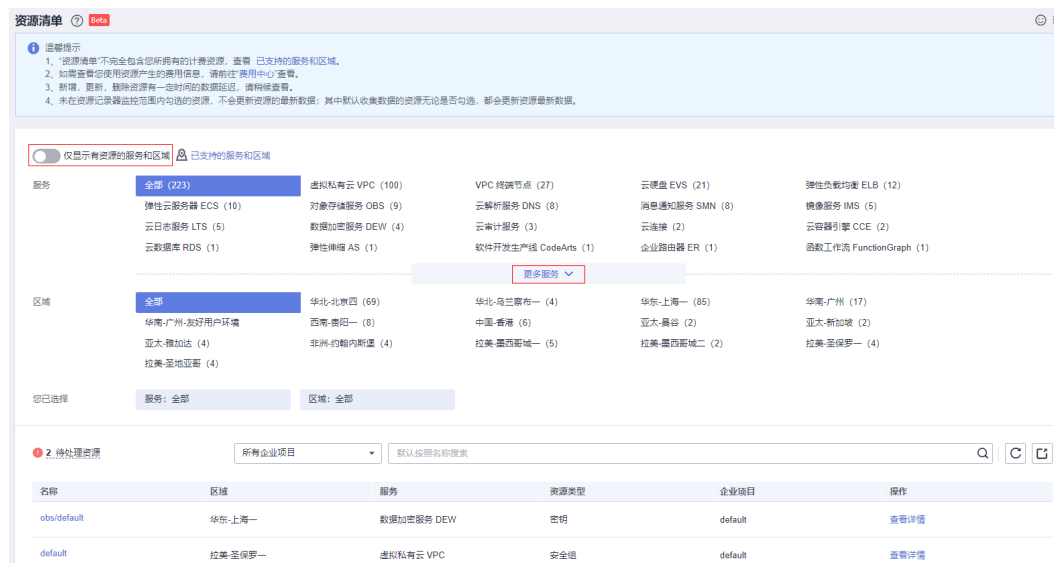 资源清单 ? Beta
温馨提示
1、“资源清单”不完全包含您所拥有的计费资源，查看 已支持的服务和区域。
2、如需查看您使用资源产生的费用信息，请前往“费用中心”查看。
3、新增，更新，删除资源有一定时间的数据延迟，请稍候查看。
4、未在资源记录器监控范围内勾选的资源，不会更新资源的最新数据；其中默认收集数据的资源无论是否勾选，都会更新资源最新数据。
仅显示有资源的服务和区域 已支持的服务和区域
服务 全部（223） 虚拟私有云 VPC（100） VPC 终端节点（27） 云硬盘 EVS（21） 弹性负载均衡 ELB（12）
弹性云服务器 ECS（10） 对象存储服务 OBS（9） 云解析服务 DNS（8） 消息通知服务 SMN（8） 镜像服务 IMS（5）
云日志服务 LTS（5） 数据加密服务 DEW（4） 云审计服务（3） 云连接（2） 云容器引擎 CCE（2）
云数据库 RDS（1） 弹性伸缩 AS（1） 软件开发生产线 CodeArts（1） 企业路由器 ER（1） 函数工作流 FunctionGraph（1）
更多服务
区域 全部 华北-北京四（69） 华北-乌兰察布一（4） 华东-上海一（85） 华南-广州（17）
华南-广州-友好用户环境 西南-贵阳一（8） 中国-香港（6） 亚太-曼谷（2） 亚太-新加坡（2）
亚太-雅加达（4） 非洲-约翰内斯堡（4） 拉美-墨西哥城一（5） 拉美-墨西哥城二（2） 拉美-圣保罗一（4）
拉美-圣地亚哥（4）
您已选择 服务：全部 区域：全部
2 待处理资源 所有企业项目 默认按照名称搜索
名称 区域 服务 资源类型 企业项目 操作
obs/default 华东-上海一 数据加密服务 DEW 密钥 default 查看详情
default 拉美-圣保罗一 虚拟私有云 VPC 安全组 default 查看详情